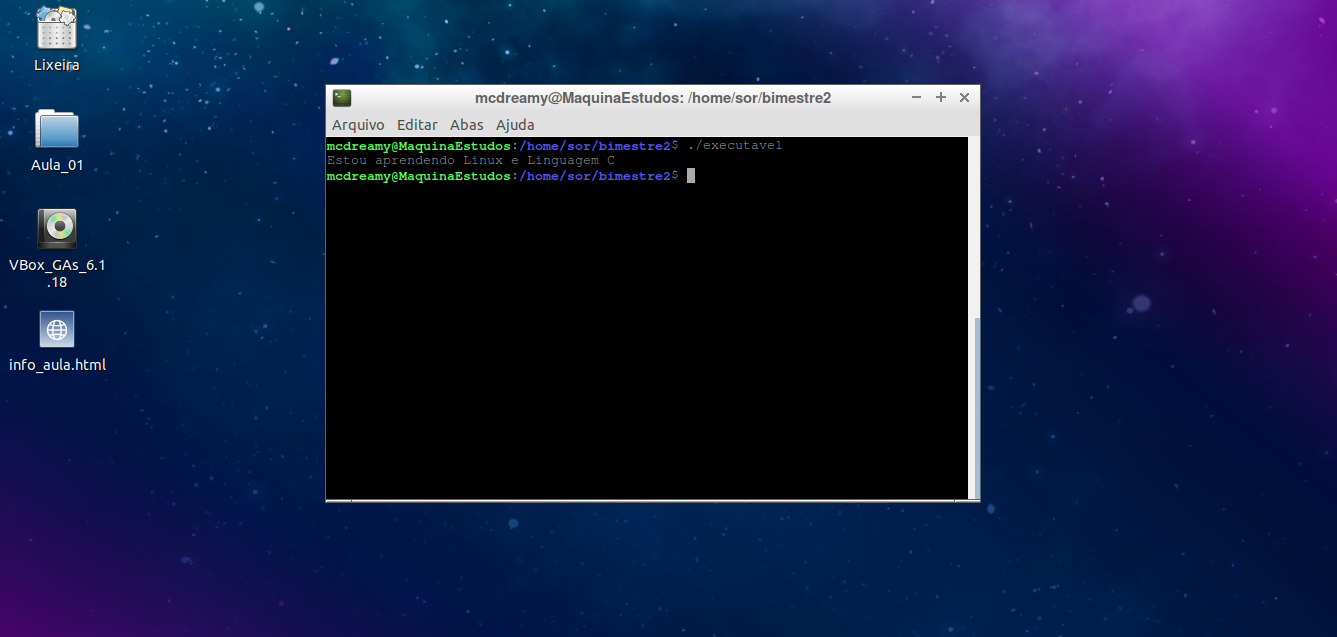 Lixeira
Aula_01
VBox_GAs_6.1
.18
info_aula.html
mcdreamy@MaquinaEstudos: /home/sor/bimestre2
Arquivo Editar Abas Ajuda
mcdreamy@MaquinaEstudos:/home/sor/bimestre2$ ./executavel
Estou aprendendo Linux e Linguagem C
mcdreamy@MaquinaEstudos:/home/sor/bimestre2$